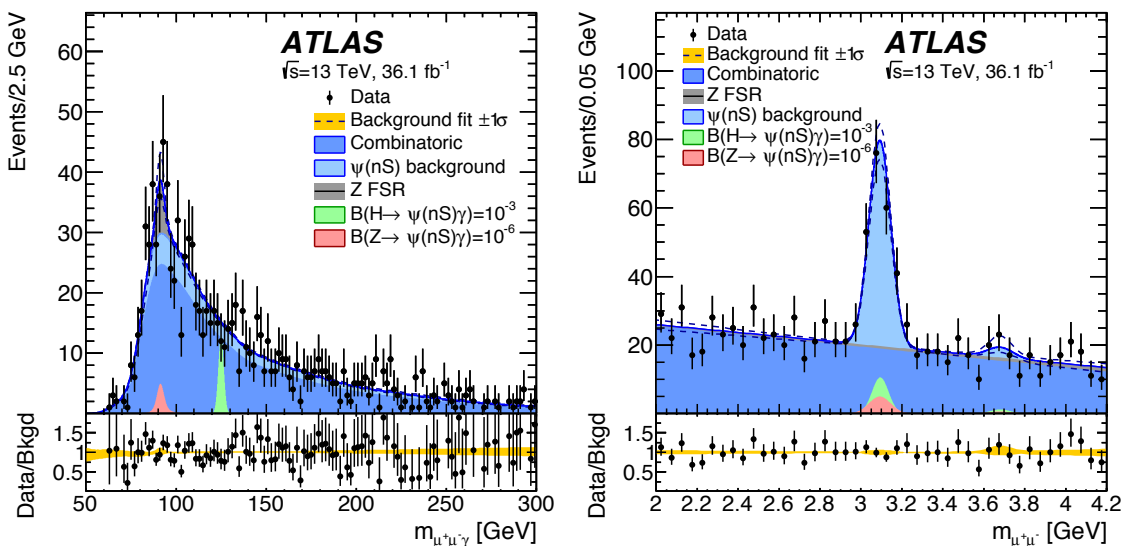 ATLAS
√s=13 TeV, 36.1 fb⁻¹
Data
Background fit ±1σ
Combinatoric
ψ(nS) background
Z FSR
B(H→ ψ(nS)γ)=10⁻³
B(Z→ ψ(nS)γ)=10⁻⁶
Events/2.5 GeV
60
50
40
30
20
10
Data/Bkgd
1.5
1
0.5
50 100 150 200 250 300
m_μ⁺μ⁻γ [GeV]
ATLAS
√s=13 TeV, 36.1 fb⁻¹
Data
Background fit ±1σ
Combinatoric
Z FSR
ψ(nS) background
B(H→ ψ(nS)γ)=10⁻³
B(Z→ ψ(nS)γ)=10⁻⁶
Events/0.05 GeV
100
80
60
40
20
Data/Bkgd
1.5
1
0.5
2 2.2 2.4 2.6 2.8 3 3.2 3.4 3.6 3.8 4 4.2
m_μ⁺μ⁻ [GeV]